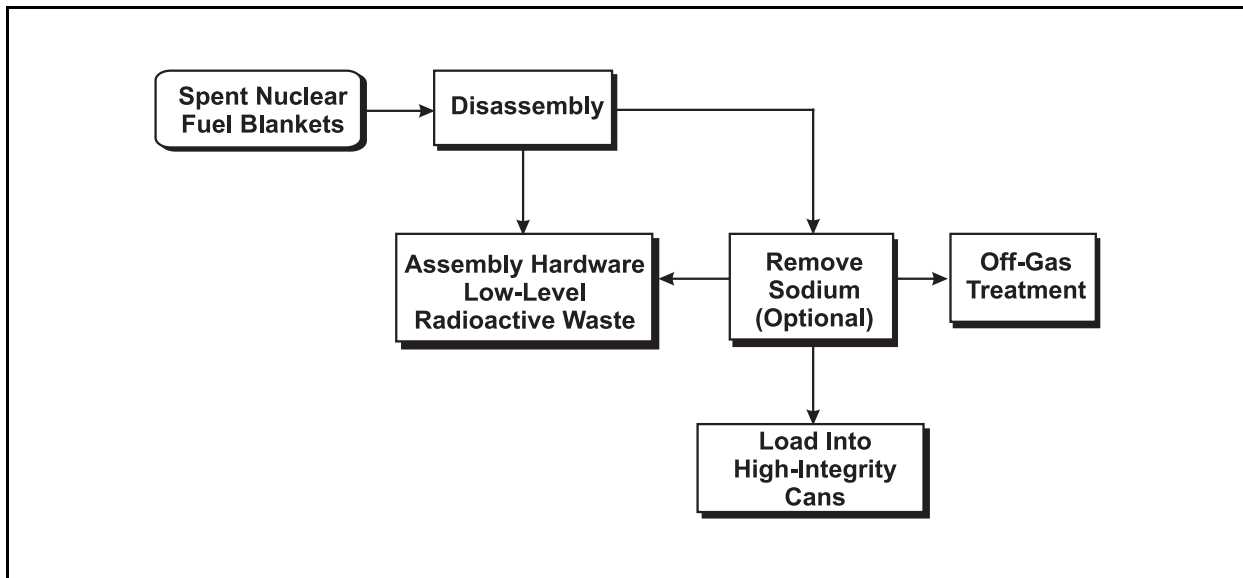 Spent Nuclear
Fuel Blankets
Disassembly
Assembly Hardware
Low-Level
Radioactive Waste
Remove
Sodium
(Optional)
Off-Gas
Treatment
Load Into
High-Integrity
Cans